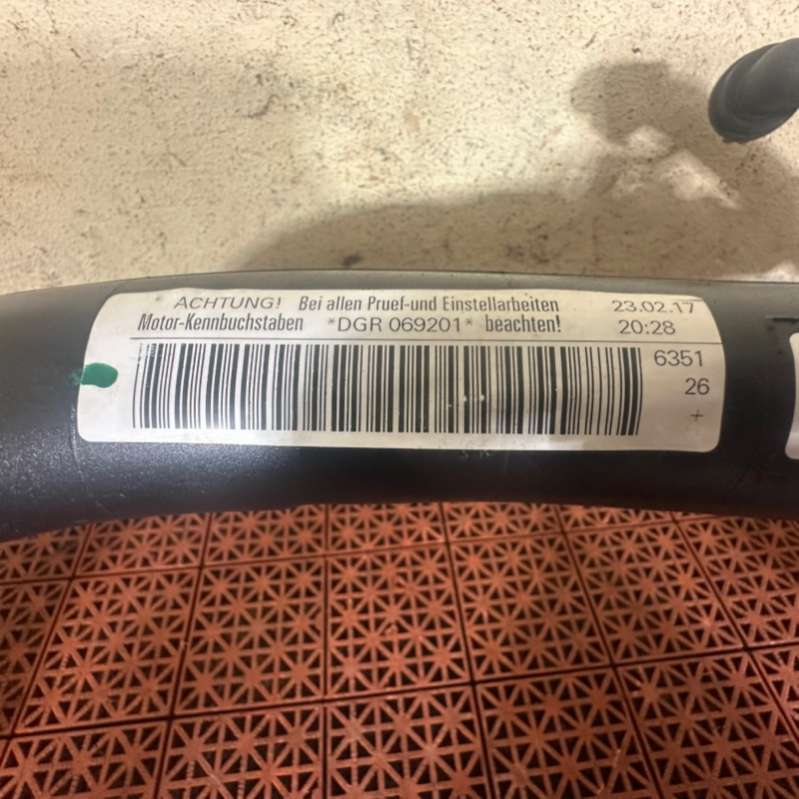 ACHTUNG! Bei allen Pruef-und Einstellarbeiten 23.02.17
Motor-Kennbuchstaben *DGR 069201* beachten! 20:28
6351
26
+